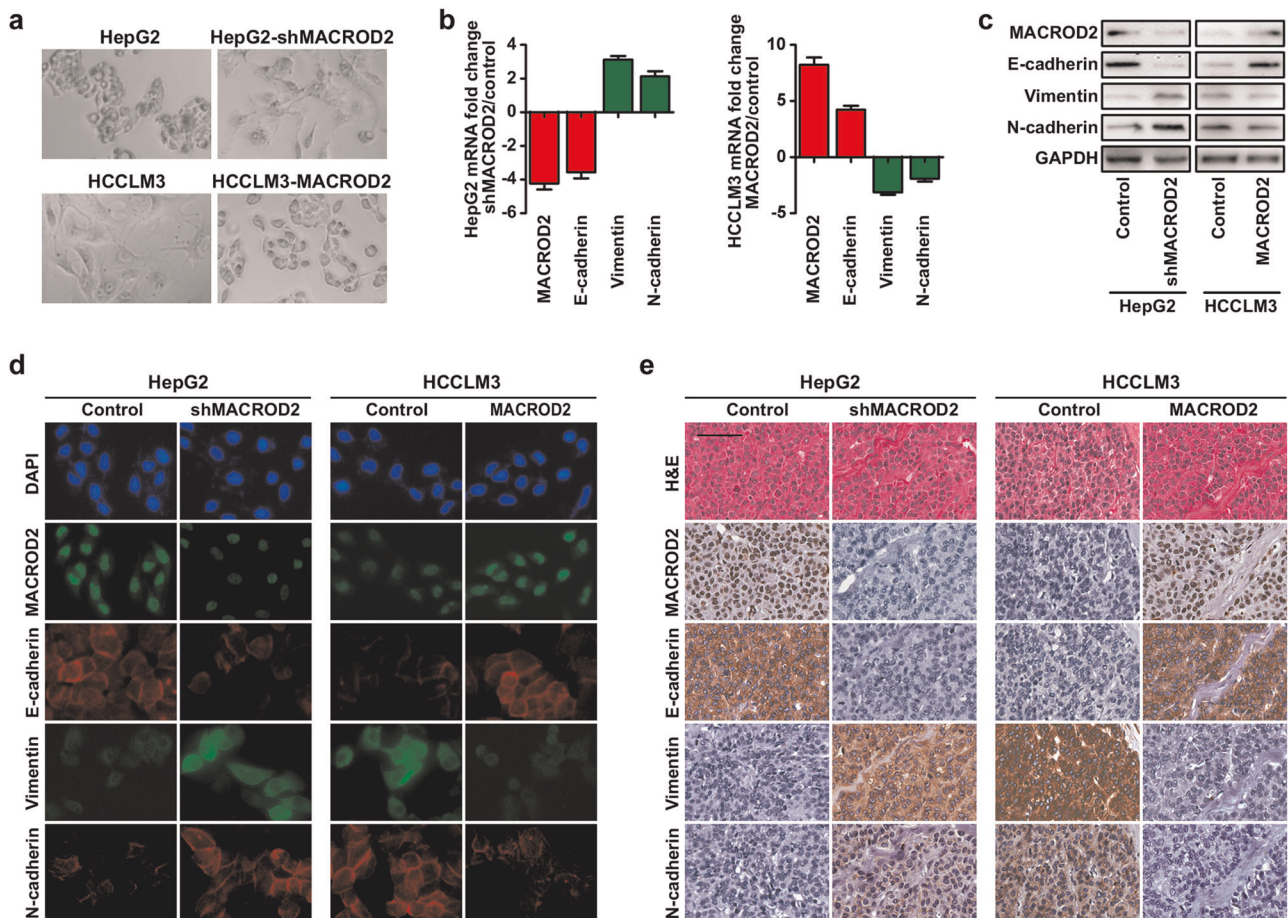 a
HepG2
HepG2-shMACROD2
HCCLM3
HCCLM3-MACROD2
b
HepG2 mRNA fold change
shMACROD2/control
4
2
0
-2
-4
-6
MACROD2
E-cadherin
Vimentin
N-cadherin
HCCLM3 mRNA fold change
MACROD2/control
10
5
0
-5
MACROD2
E-cadherin
Vimentin
N-cadherin
c
MACROD2
E-cadherin
Vimentin
N-cadherin
GAPDH
Control
shMACROD2
Control
MACROD2
HepG2
HCCLM3
d
HepG2
HCCLM3
Control
shMACROD2
Control
MACROD2
DAPI
MACROD2
E-cadherin
Vimentin
N-cadherin
e
HepG2
HCCLM3
Control
shMACROD2
Control
MACROD2
H&E
MACROD2
E-cadherin
Vimentin
N-cadherin